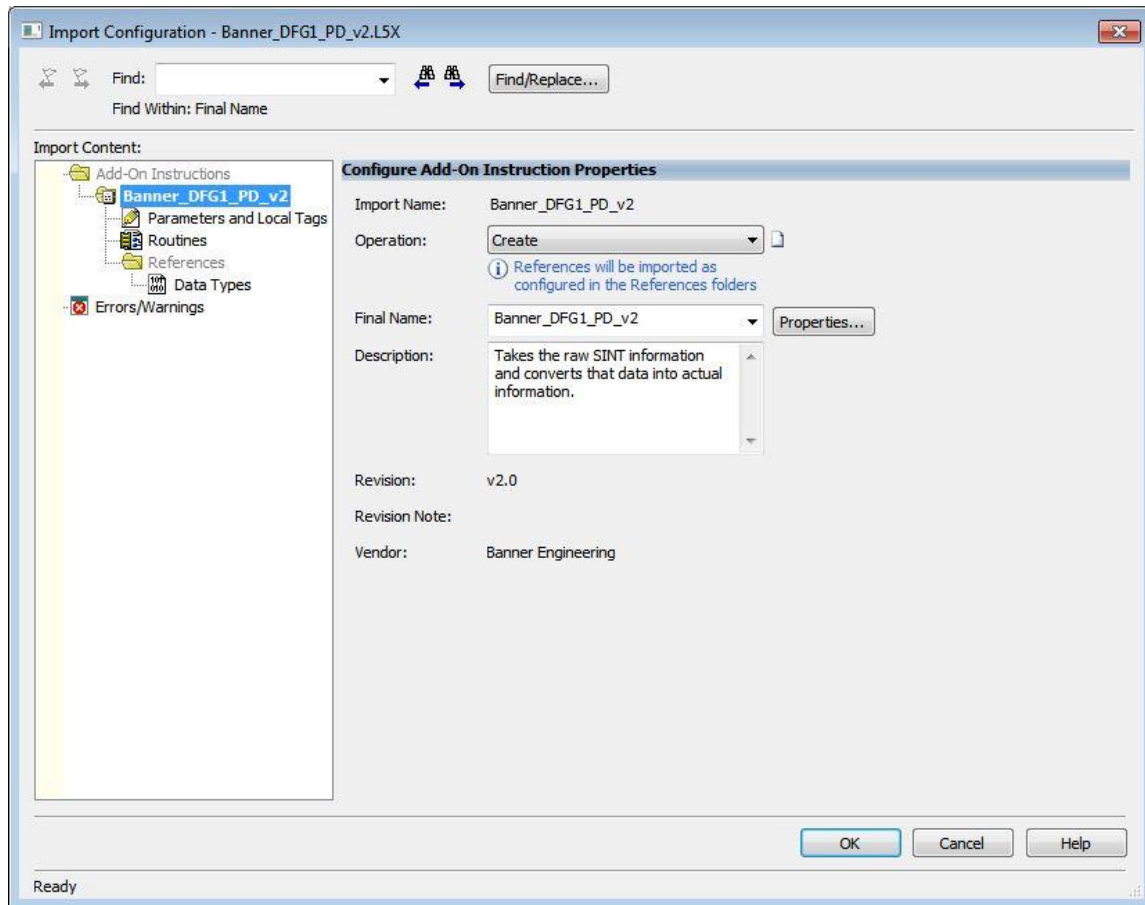 Import Configuration - Banner_DFG1_PD_v2.L5X
Find:
Find/Replace...
Find Within: Final Name
Import Content:
Add-On Instructions
Banner_DFG1_PD_v2
Parameters and Local Tags
Routines
References
Data Types
Errors/Warnings
Configure Add-On Instruction Properties
Import Name: Banner_DFG1_PD_v2
Operation: Create
References will be imported as
configured in the References folders
Final Name: Banner_DFG1_PD_v2 Properties...
Description: Takes the raw SINT information
and converts that data into actual
information.
Revision: v2.0
Revision Note:
Vendor: Banner Engineering
OK Cancel Help
Ready